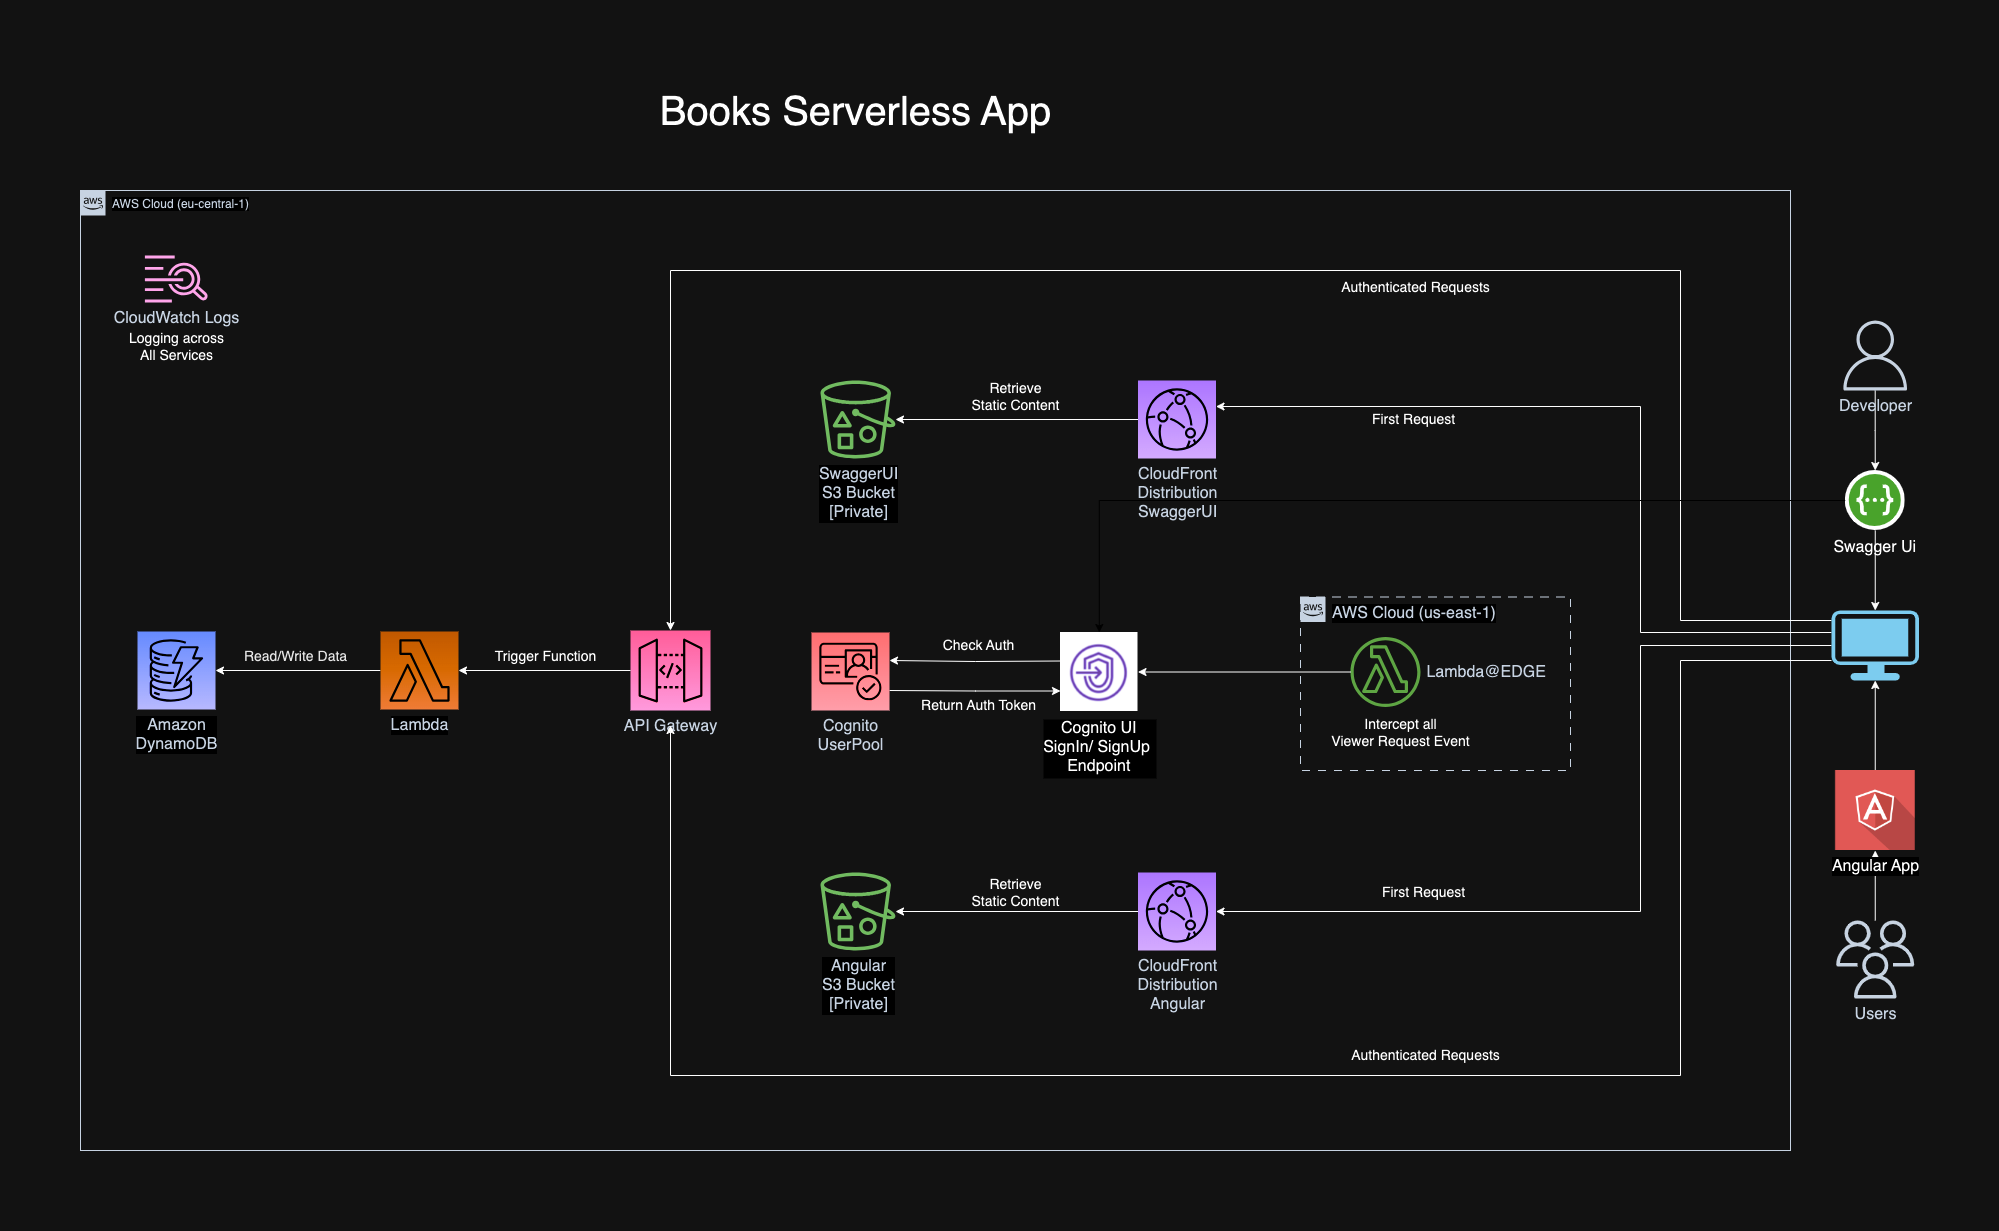 Books Serverless App
aws
AWS Cloud (eu-central-1)
CloudWatch Logs
Logging across
All Services
Authenticated Requests
Developer
Retrieve
Static Content
First Request
SwaggerUI
S3 Bucket
[Private]
CloudFront
Distribution
SwaggerUI
Swagger Ui
aws
AWS Cloud (us-east-1)
Check Auth
Read/Write Data
Trigger Function
Lambda@EDGE
Return Auth Token
Amazon
DynamoDB
Lambda
API Gateway
Cognito
UserPool
Cognito UI
SignIn/ SignUp
Endpoint
Intercept all
Viewer Request Event
A
Angular App
Retrieve
Static Content
First Request
Angular
S3 Bucket
[Private]
CloudFront
Distribution
Angular
Users
Authenticated Requests